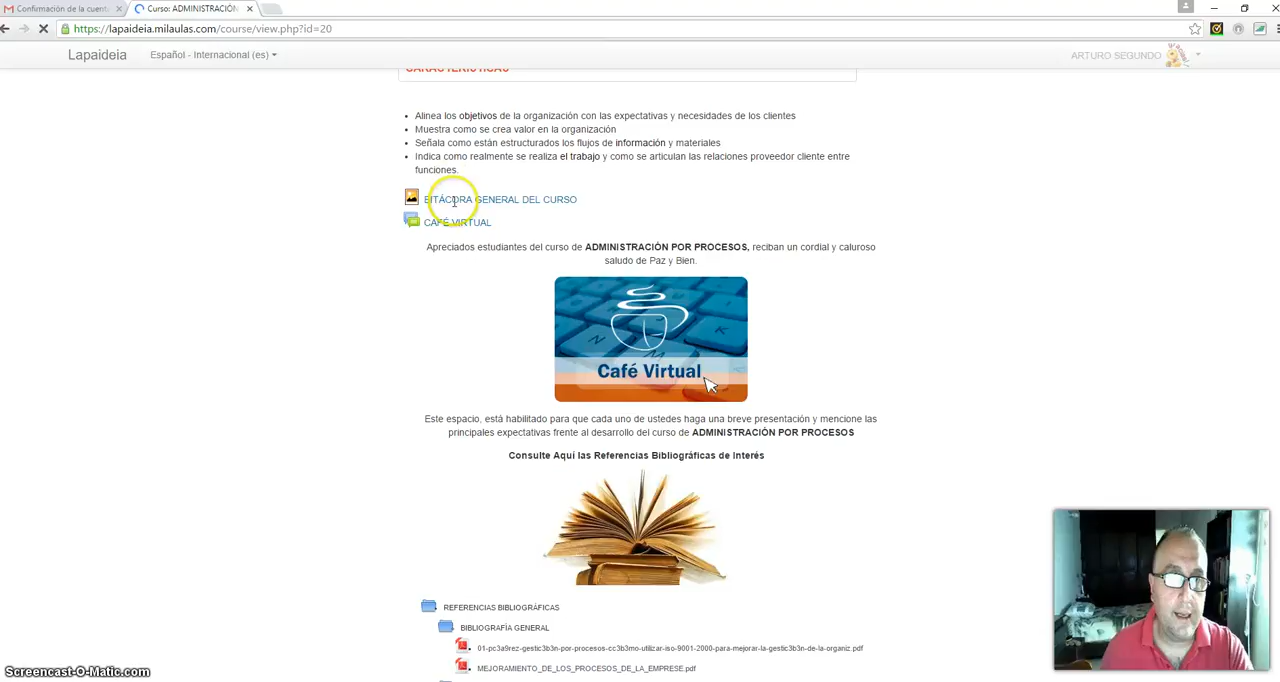 Confirmación de la cuent
Curso: ADMINISTRACIÓN
https://lapaideia.milaulas.com/course/view.php?id=20
Lapaideia
Español - Internacional (es)
ARTURO SEGUNDO
CARACTERÍSTICAS
Alinea los objetivos de la organización con las expectativas y necesidades de los clientes
Muestra como se crea valor en la organización
Señala como están estructurados los flujos de información y materiales
Indica como realmente se realiza el trabajo y como se articulan las relaciones proveedor cliente entre
funciones.
BITÁCORA GENERAL DEL CURSO
CAFÉ VIRTUAL
Apreciados estudiantes del curso de ADMINISTRACIÓN POR PROCESOS, reciban un cordial y caluroso
saludo de Paz y Bien.
Café Virtual
Este espacio, está habilitado para que cada uno de ustedes haga una breve presentación y mencione las
principales expectativas frente al desarrollo del curso de ADMINISTRACIÓN POR PROCESOS
Consulte Aquí las Referencias Bibliográficas de Interés
REFERENCIAS BIBLIOGRÁFICAS
BIBLIOGRAFÍA GENERAL
01-pc3a9rez-gestic3b3n-por-procesos-cc3b3mo-utilizar-iso-9001-2000-para-mejorar-la-gestic3b3n-de-la-organiz.pdf
MEJORAMIENTO_DE_LOS_PROCESOS_DE_LA_EMPRESE.pdf
Screencast-O-Matic.com